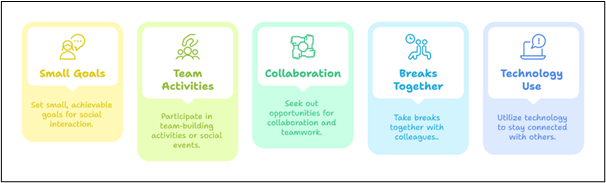 Small Goals
Set small, achievable
goals for social
interaction.
Team
Activities
Participate in
team-building
activities or social
events.
Collaboration
Seek out
opportunities for
collaboration and
teamwork.
Breaks
Together
Take breaks
together with
colleagues..
Technology
Use
Utilize technology
to stay connected
with others.